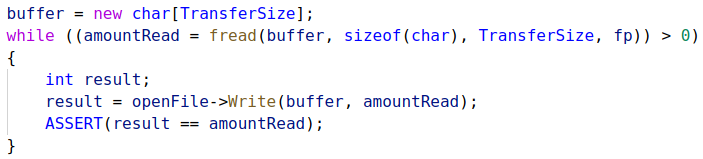 buffer = new char[TransferSize];
while ((amountRead = fread(buffer, sizeof(char), TransferSize, fp)) > 0)
{
    int result;
    result = openFile->Write(buffer, amountRead);
    ASSERT(result == amountRead);
}